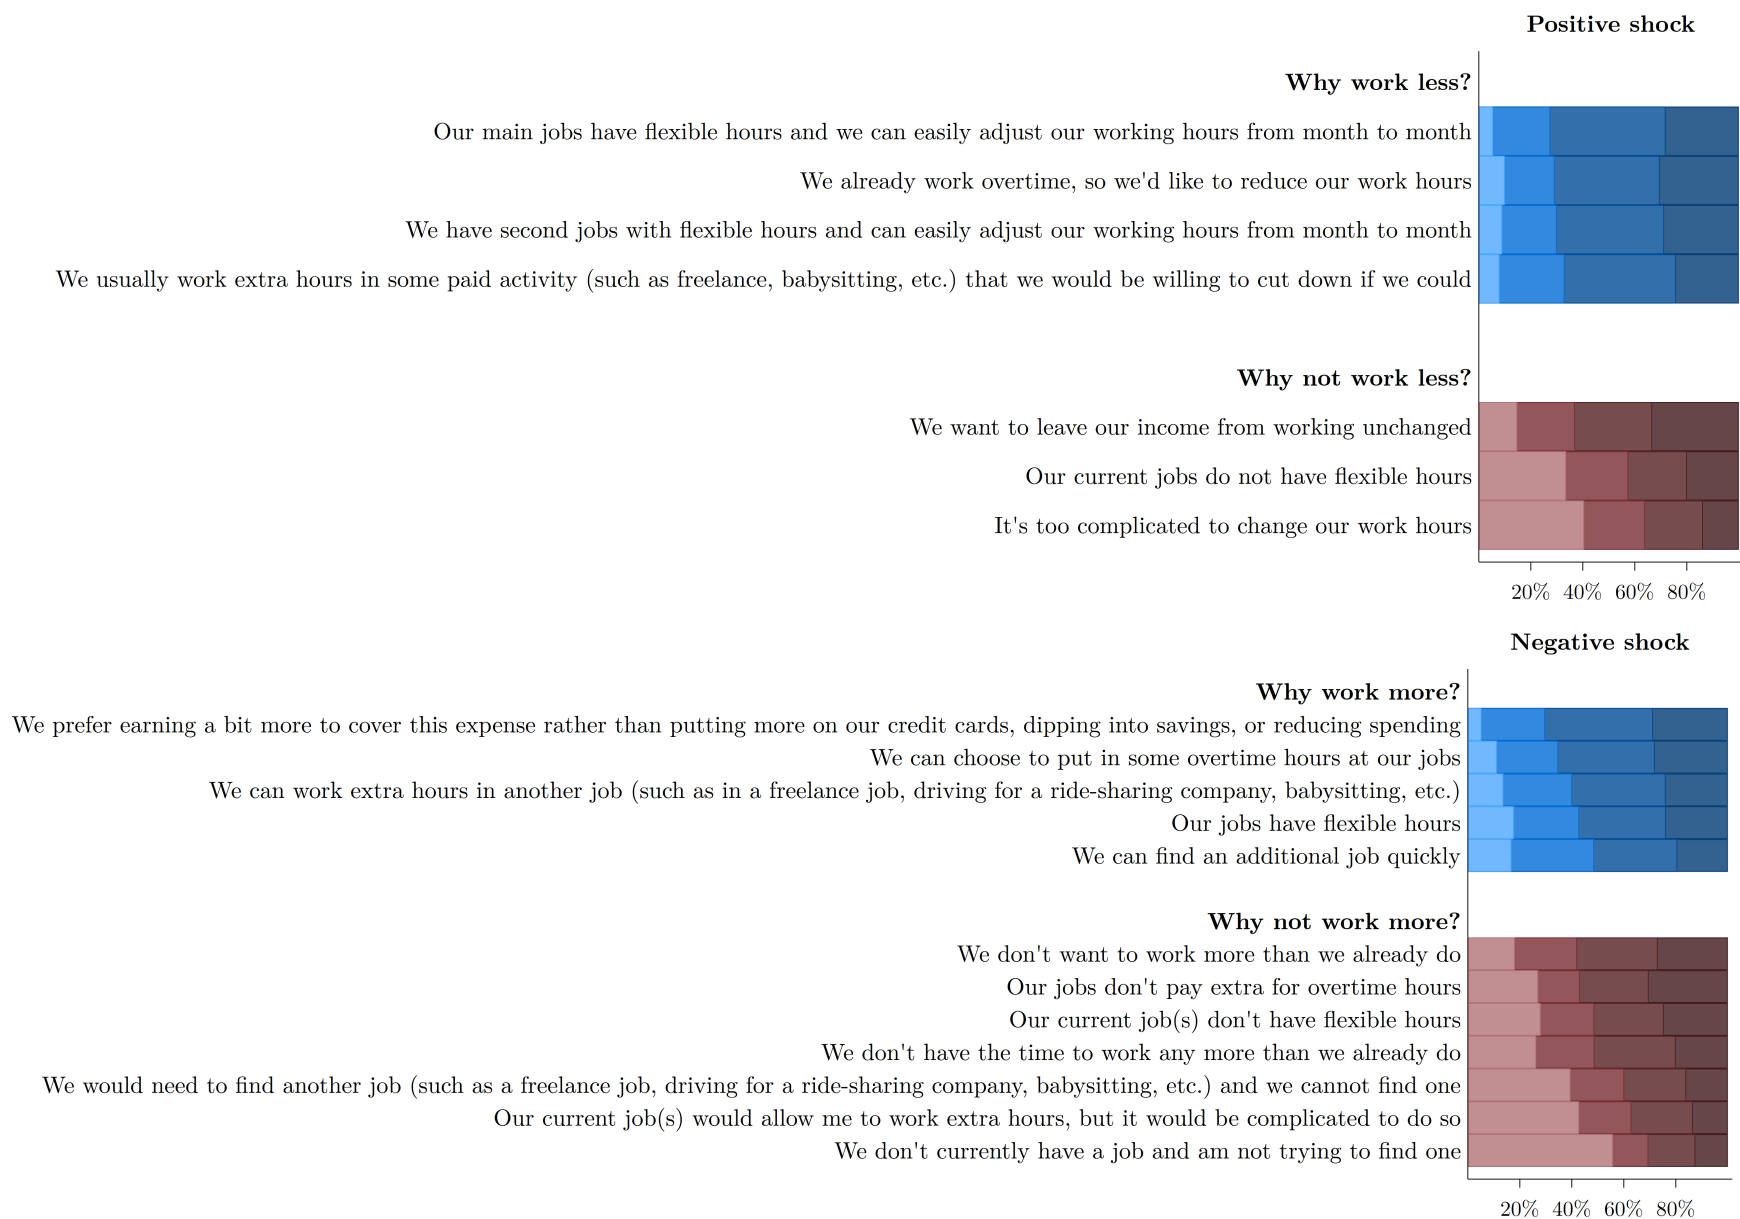 Positive shock
Why work less?
Our main jobs have flexible hours and we can easily adjust our working hours from month to month
We already work overtime, so we'd like to reduce our work hours
We have second jobs with flexible hours and can easily adjust our working hours from month to month
We usually work extra hours in some paid activity (such as freelance, babysitting, etc.) that we would be willing to cut down if we could
Why not work less?
We want to leave our income from working unchanged
Our current jobs do not have flexible hours
It's too complicated to change our work hours
20% 40% 60% 80%
Negative shock
Why work more?
We prefer earning a bit more to cover this expense rather than putting more on our credit cards, dipping into savings, or reducing spending
We can choose to put in some overtime hours at our jobs
We can work extra hours in another job (such as in a freelance job, driving for a ride-sharing company, babysitting, etc.)
Our jobs have flexible hours
We can find an additional job quickly
Why not work more?
We don't want to work more than we already do
Our jobs don't pay extra for overtime hours
Our current job(s) don't have flexible hours
We don't have the time to work any more than we already do
We would need to find another job (such as a freelance job, driving for a ride-sharing company, babysitting, etc.) and we cannot find one
Our current job(s) would allow me to work extra hours, but it would be complicated to do so
We don't currently have a job and am not trying to find one
20% 40% 60% 80%